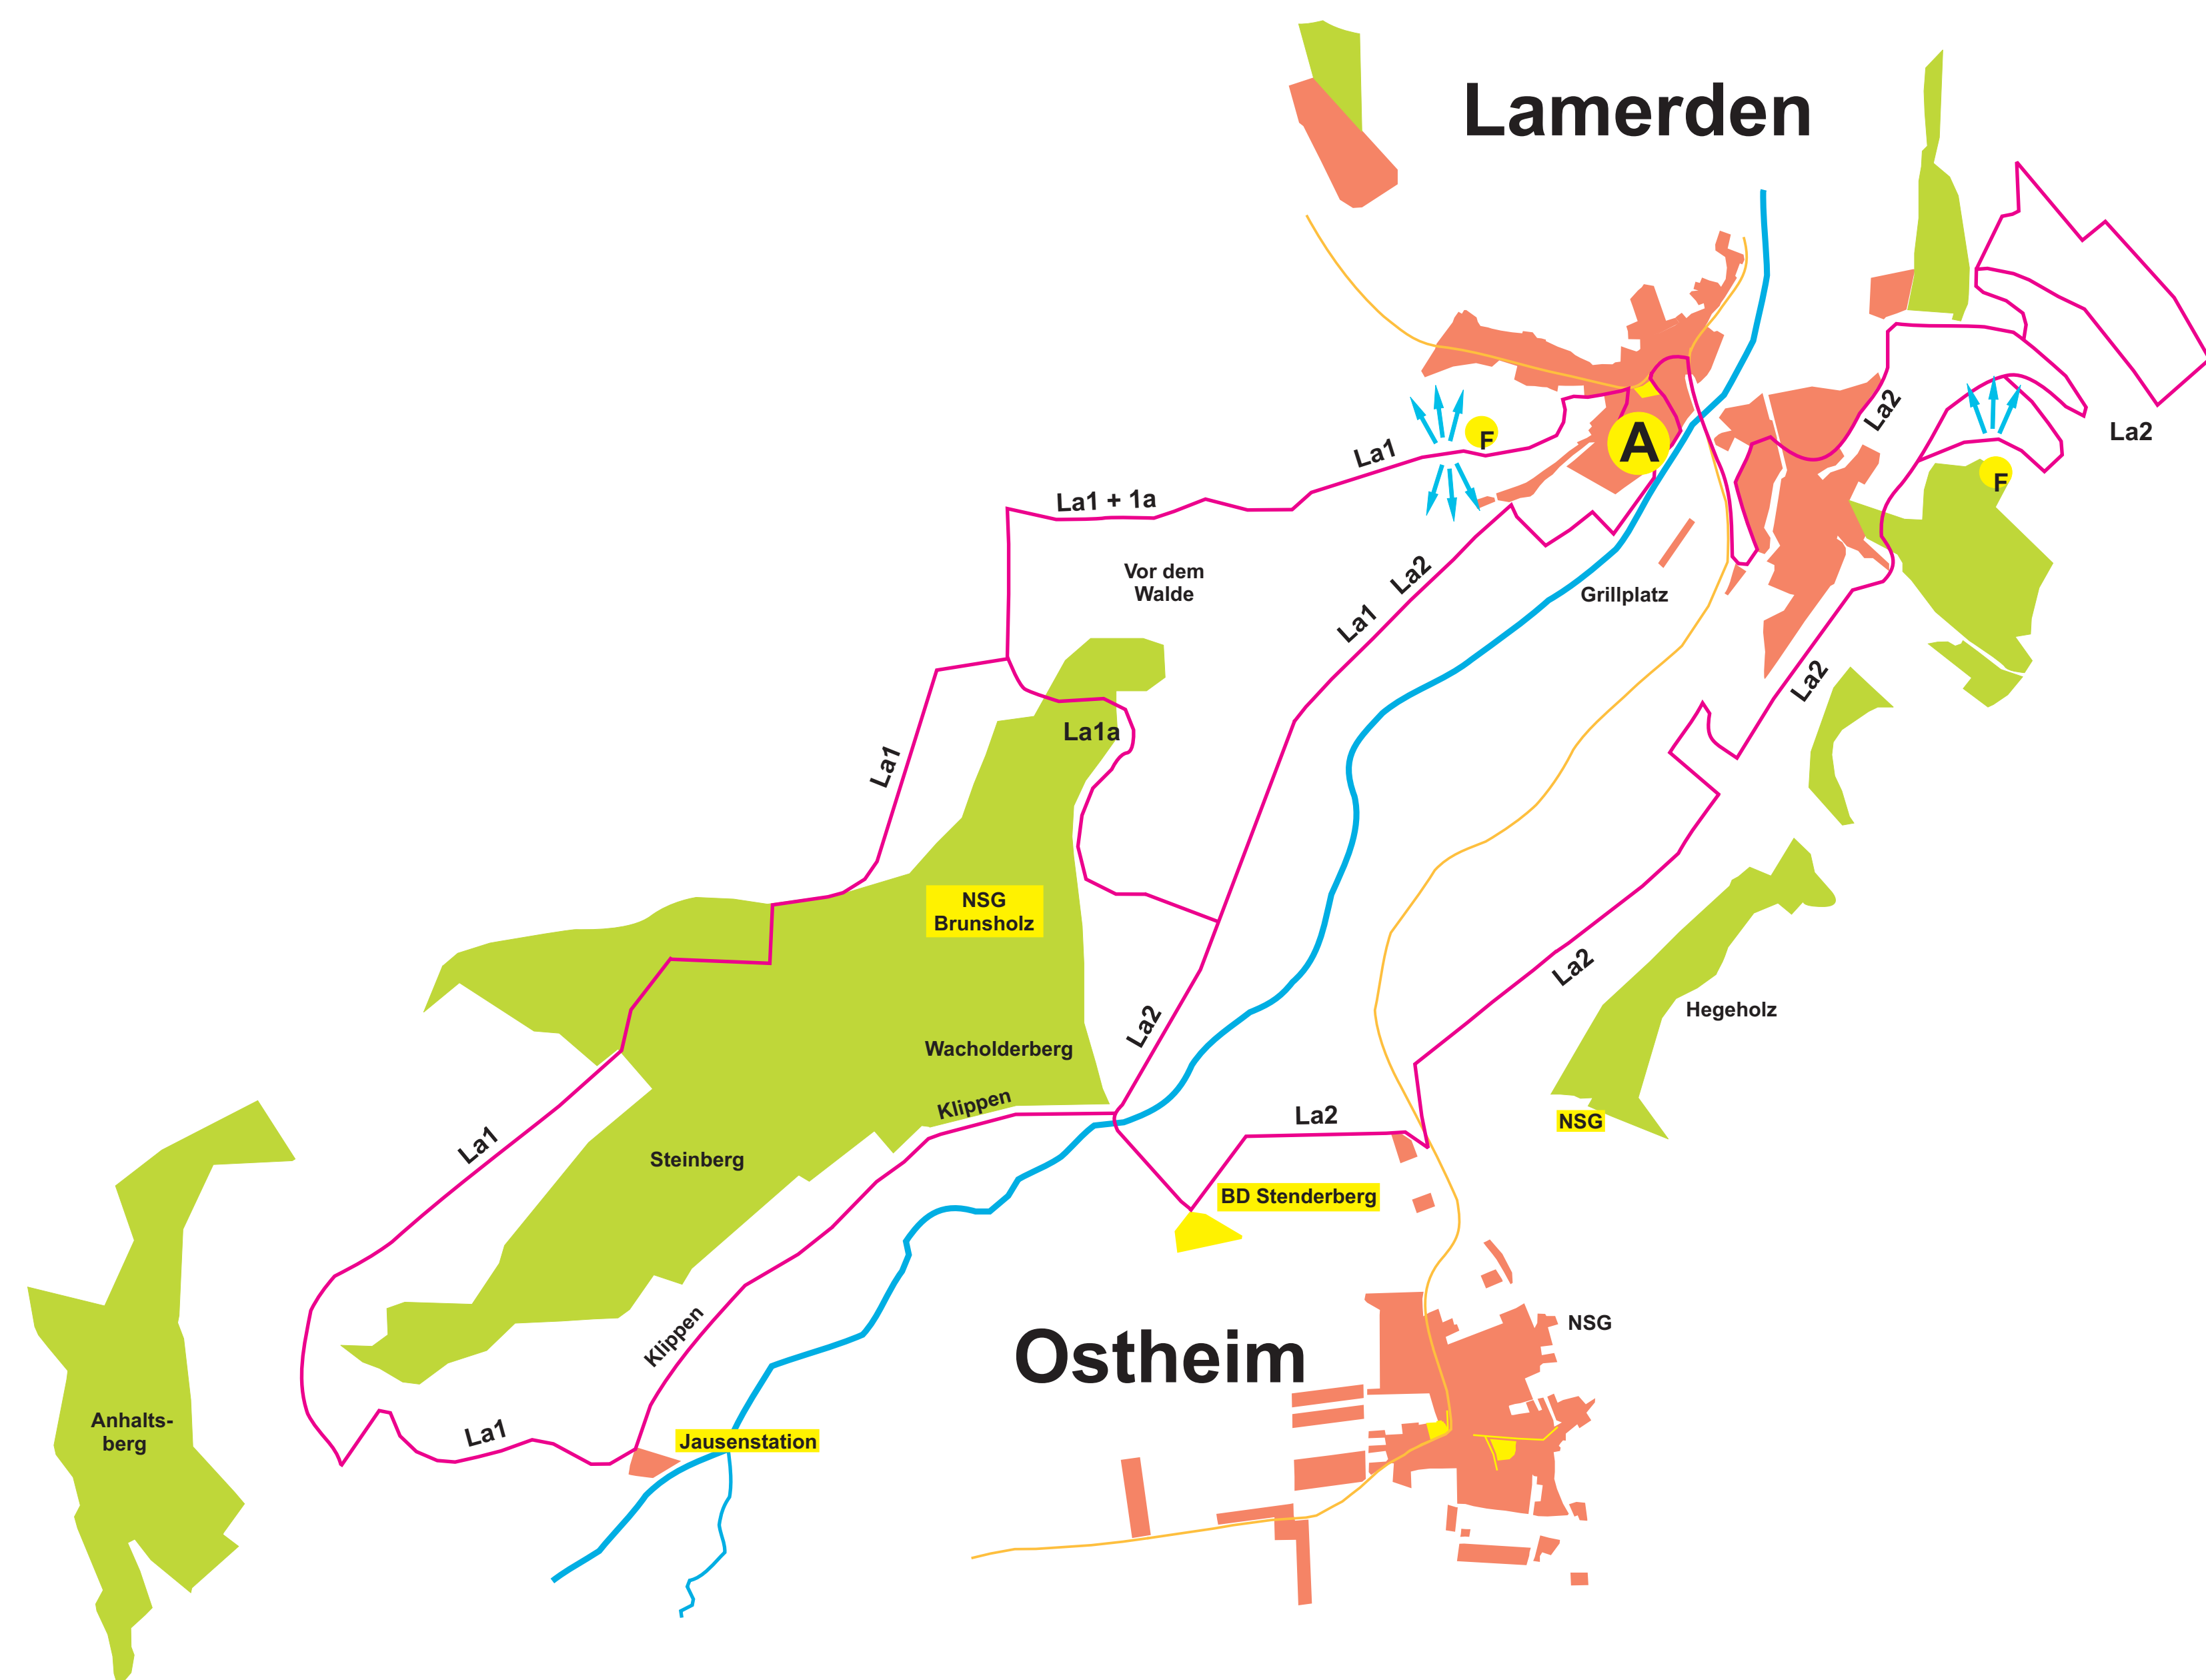 Lamerden
La2
La2
F
A
La1
La1 + 1a
F
Vor dem
Walde
La2
Grillplatz
La1
La2
La1a
La1
NSG
Brunsholz
La2
Hegeholz
La2
Wacholderberg
Klippen
La2
NSG
La1
Steinberg
BD Stenderberg
Klippen
Ostheim
NSG
Anhalts-
berg
La1
Jausenstation